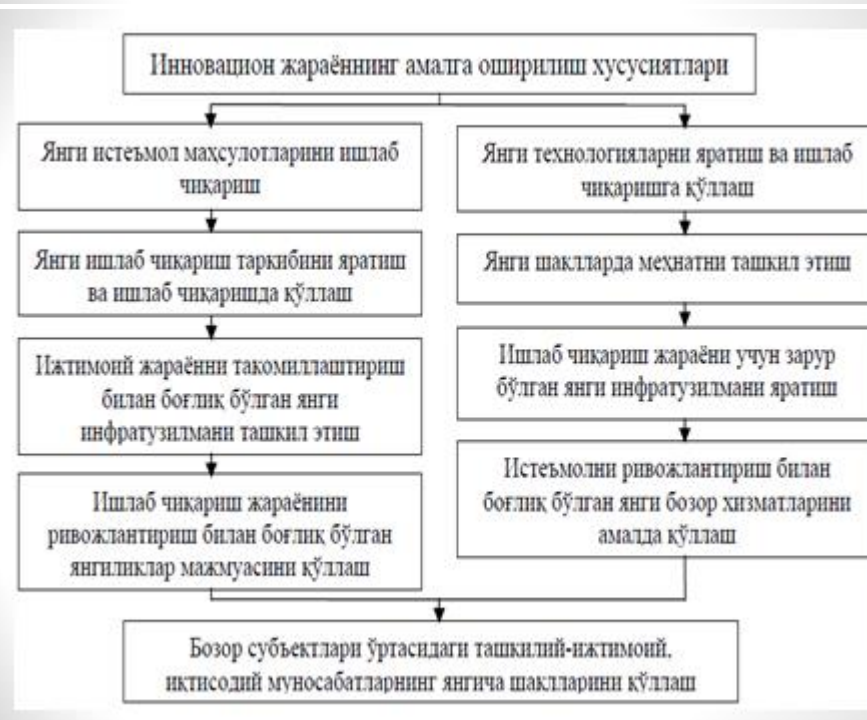 Инновацион жараённинг амалга оширилиш хусусиятлари
Янги истеъмол маҳсулотларини ишлаб
чиқариш
Янги ишлаб чиқариш таркибини яратиш
ва ишлаб чиқаришда қўллаш
Ижтимоий жараённи такомиллаштириш
билан боғлиқ бўлган янги
инфратузилмани ташкил этиш
Ишлаб чиқариш жараёнини
ривожлантириш билан боғлиқ бўлган
янгиликлар мажмуасини қўллаш
Янги технологияларни яратиш ва ишлаб
чиқаришга қўллаш
Янги шаклларда меҳнатни ташкил этиш
Ишлаб чиқариш жараёни учун зарур
бўлган янги инфратузилмани яратиш
Истеъмолни ривожлантириш билан
боғлиқ бўлган янги бозор хизматларини
амалда қўллаш
Бозор субъектлари ўртасидаги ташкилий-ижтимоий,
иқтисодий муносабатларнинг янгича шаклларини қўллаш